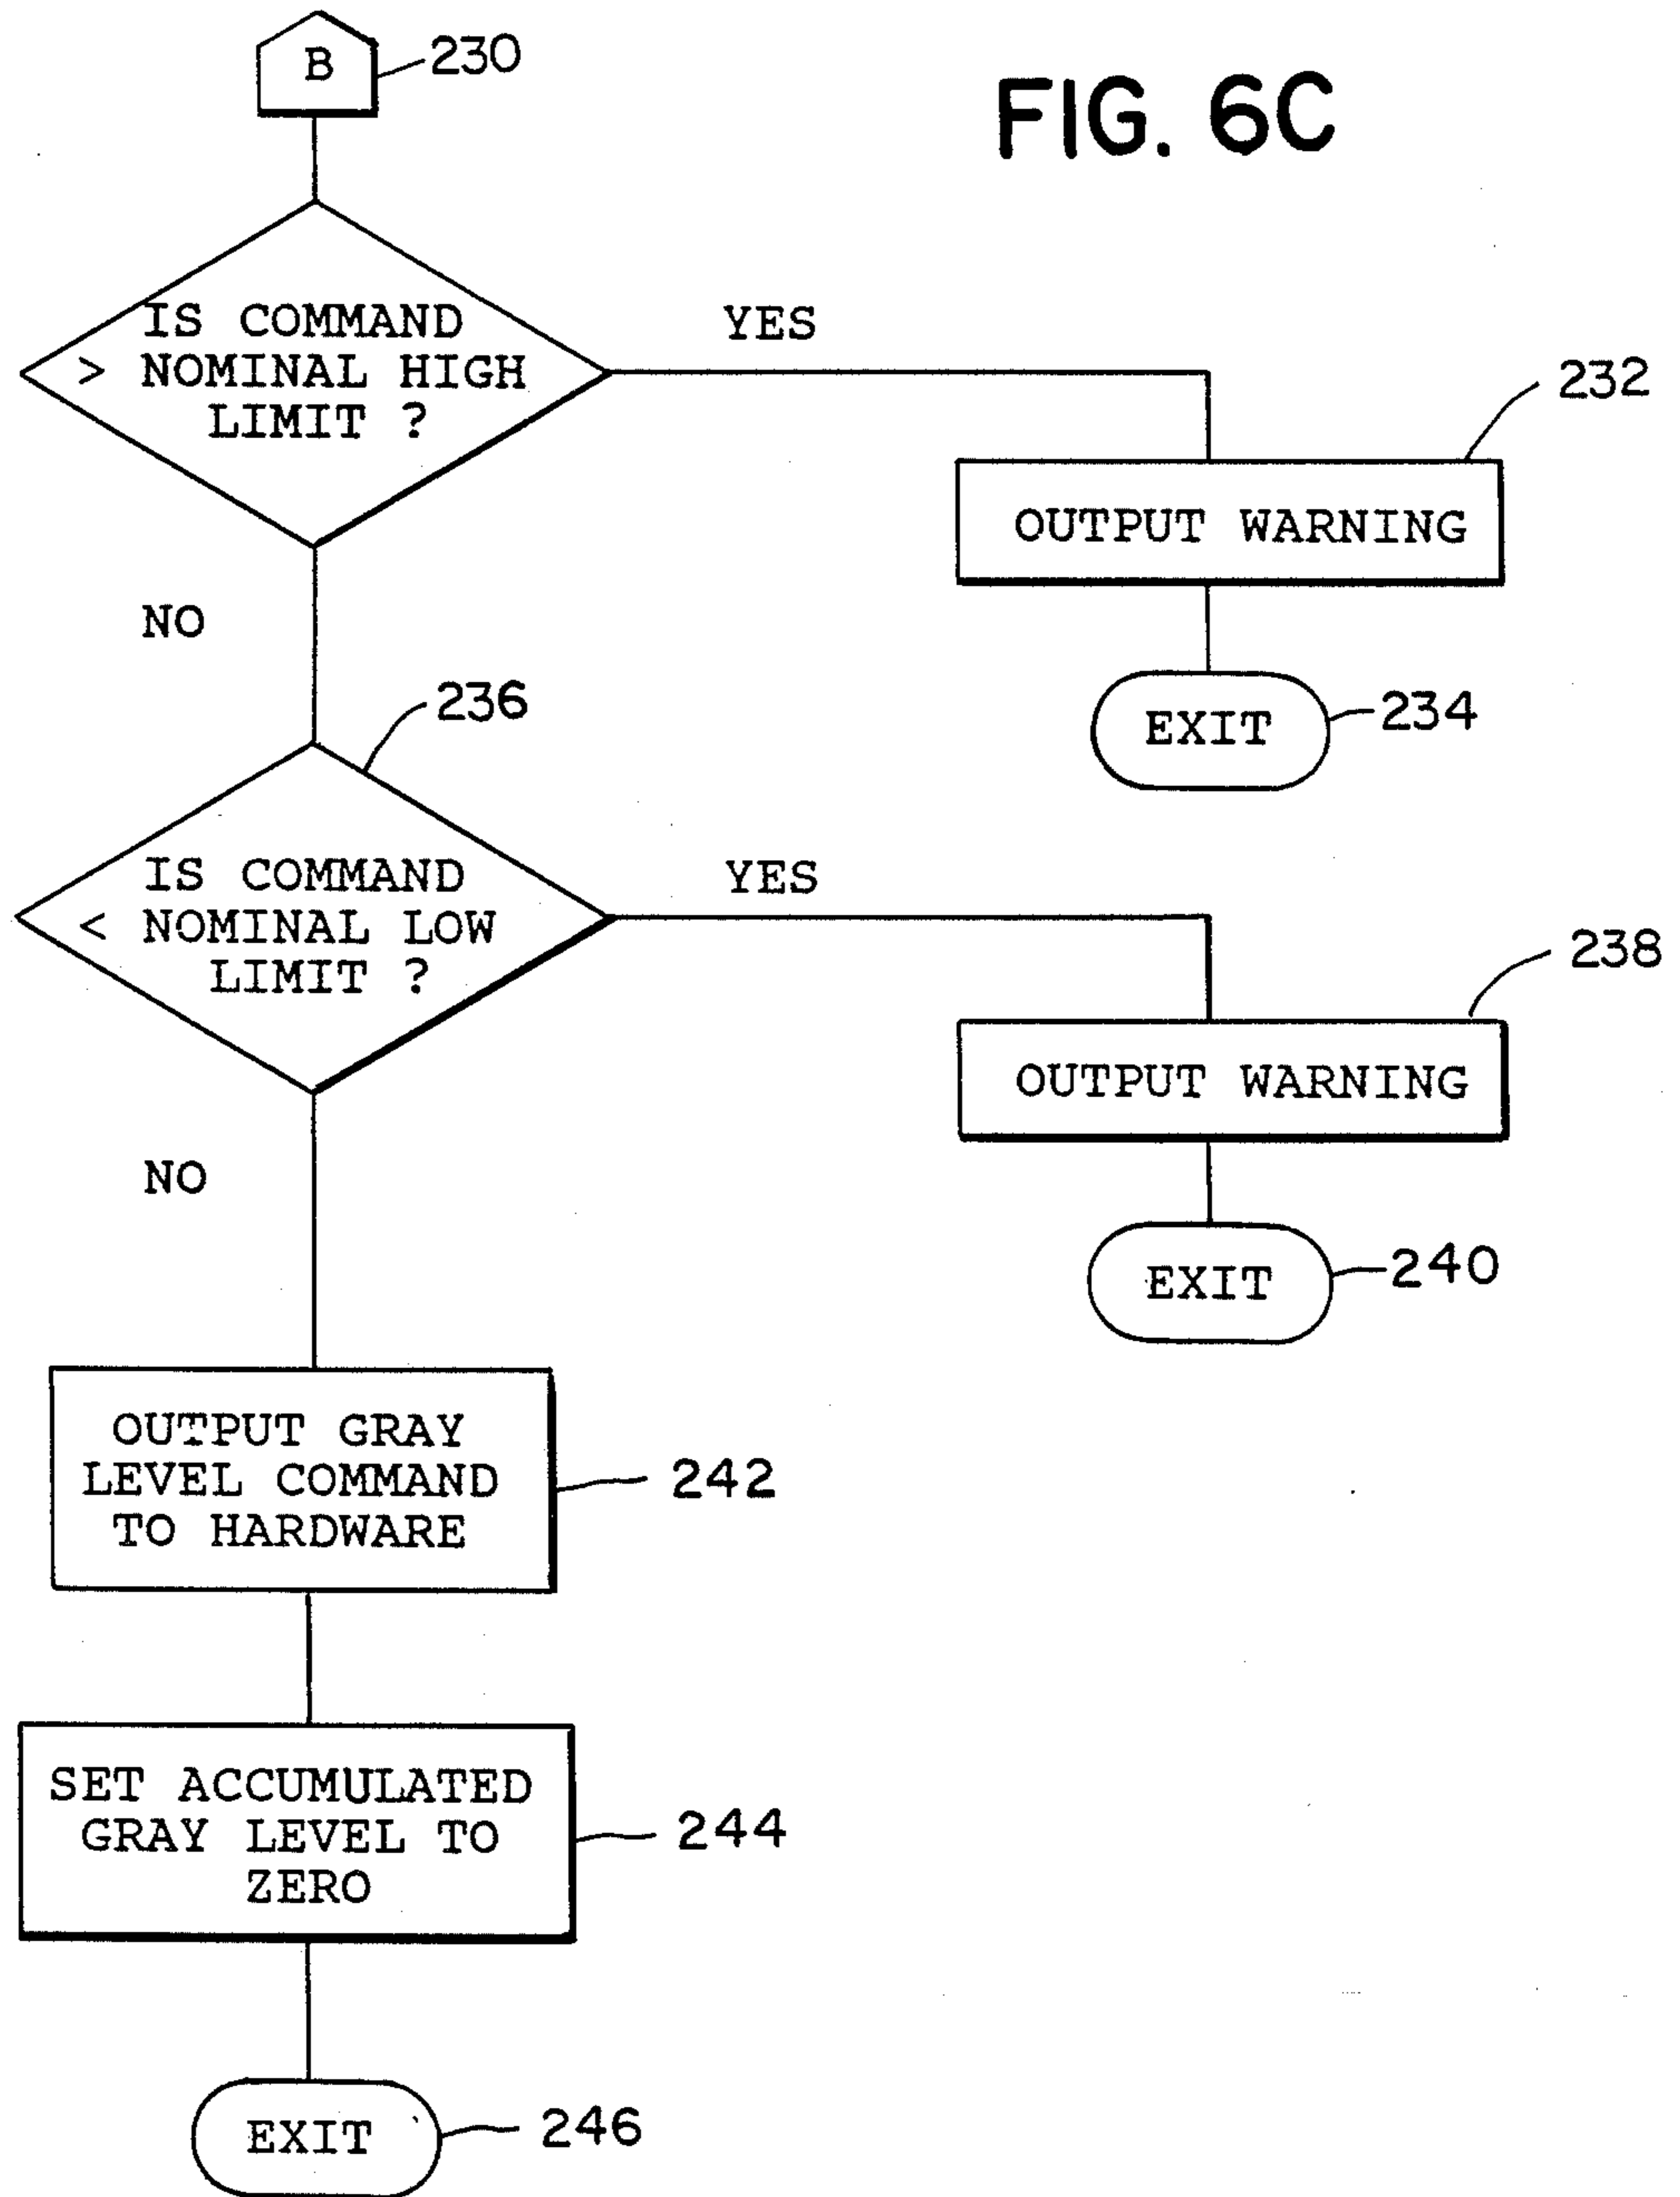 B
230
FIG. 6C
IS COMMAND
> NOMINAL HIGH
LIMIT ?
YES
232
OUTPUT WARNING
NO
234
EXIT
236
IS COMMAND
< NOMINAL LOW
LIMIT ?
YES
238
OUTPUT WARNING
NO
240
EXIT
OUTPUT GRAY
LEVEL COMMAND
TO HARDWARE
242
SET ACCUMULATED
GRAY LEVEL TO
ZERO
244
EXIT
246